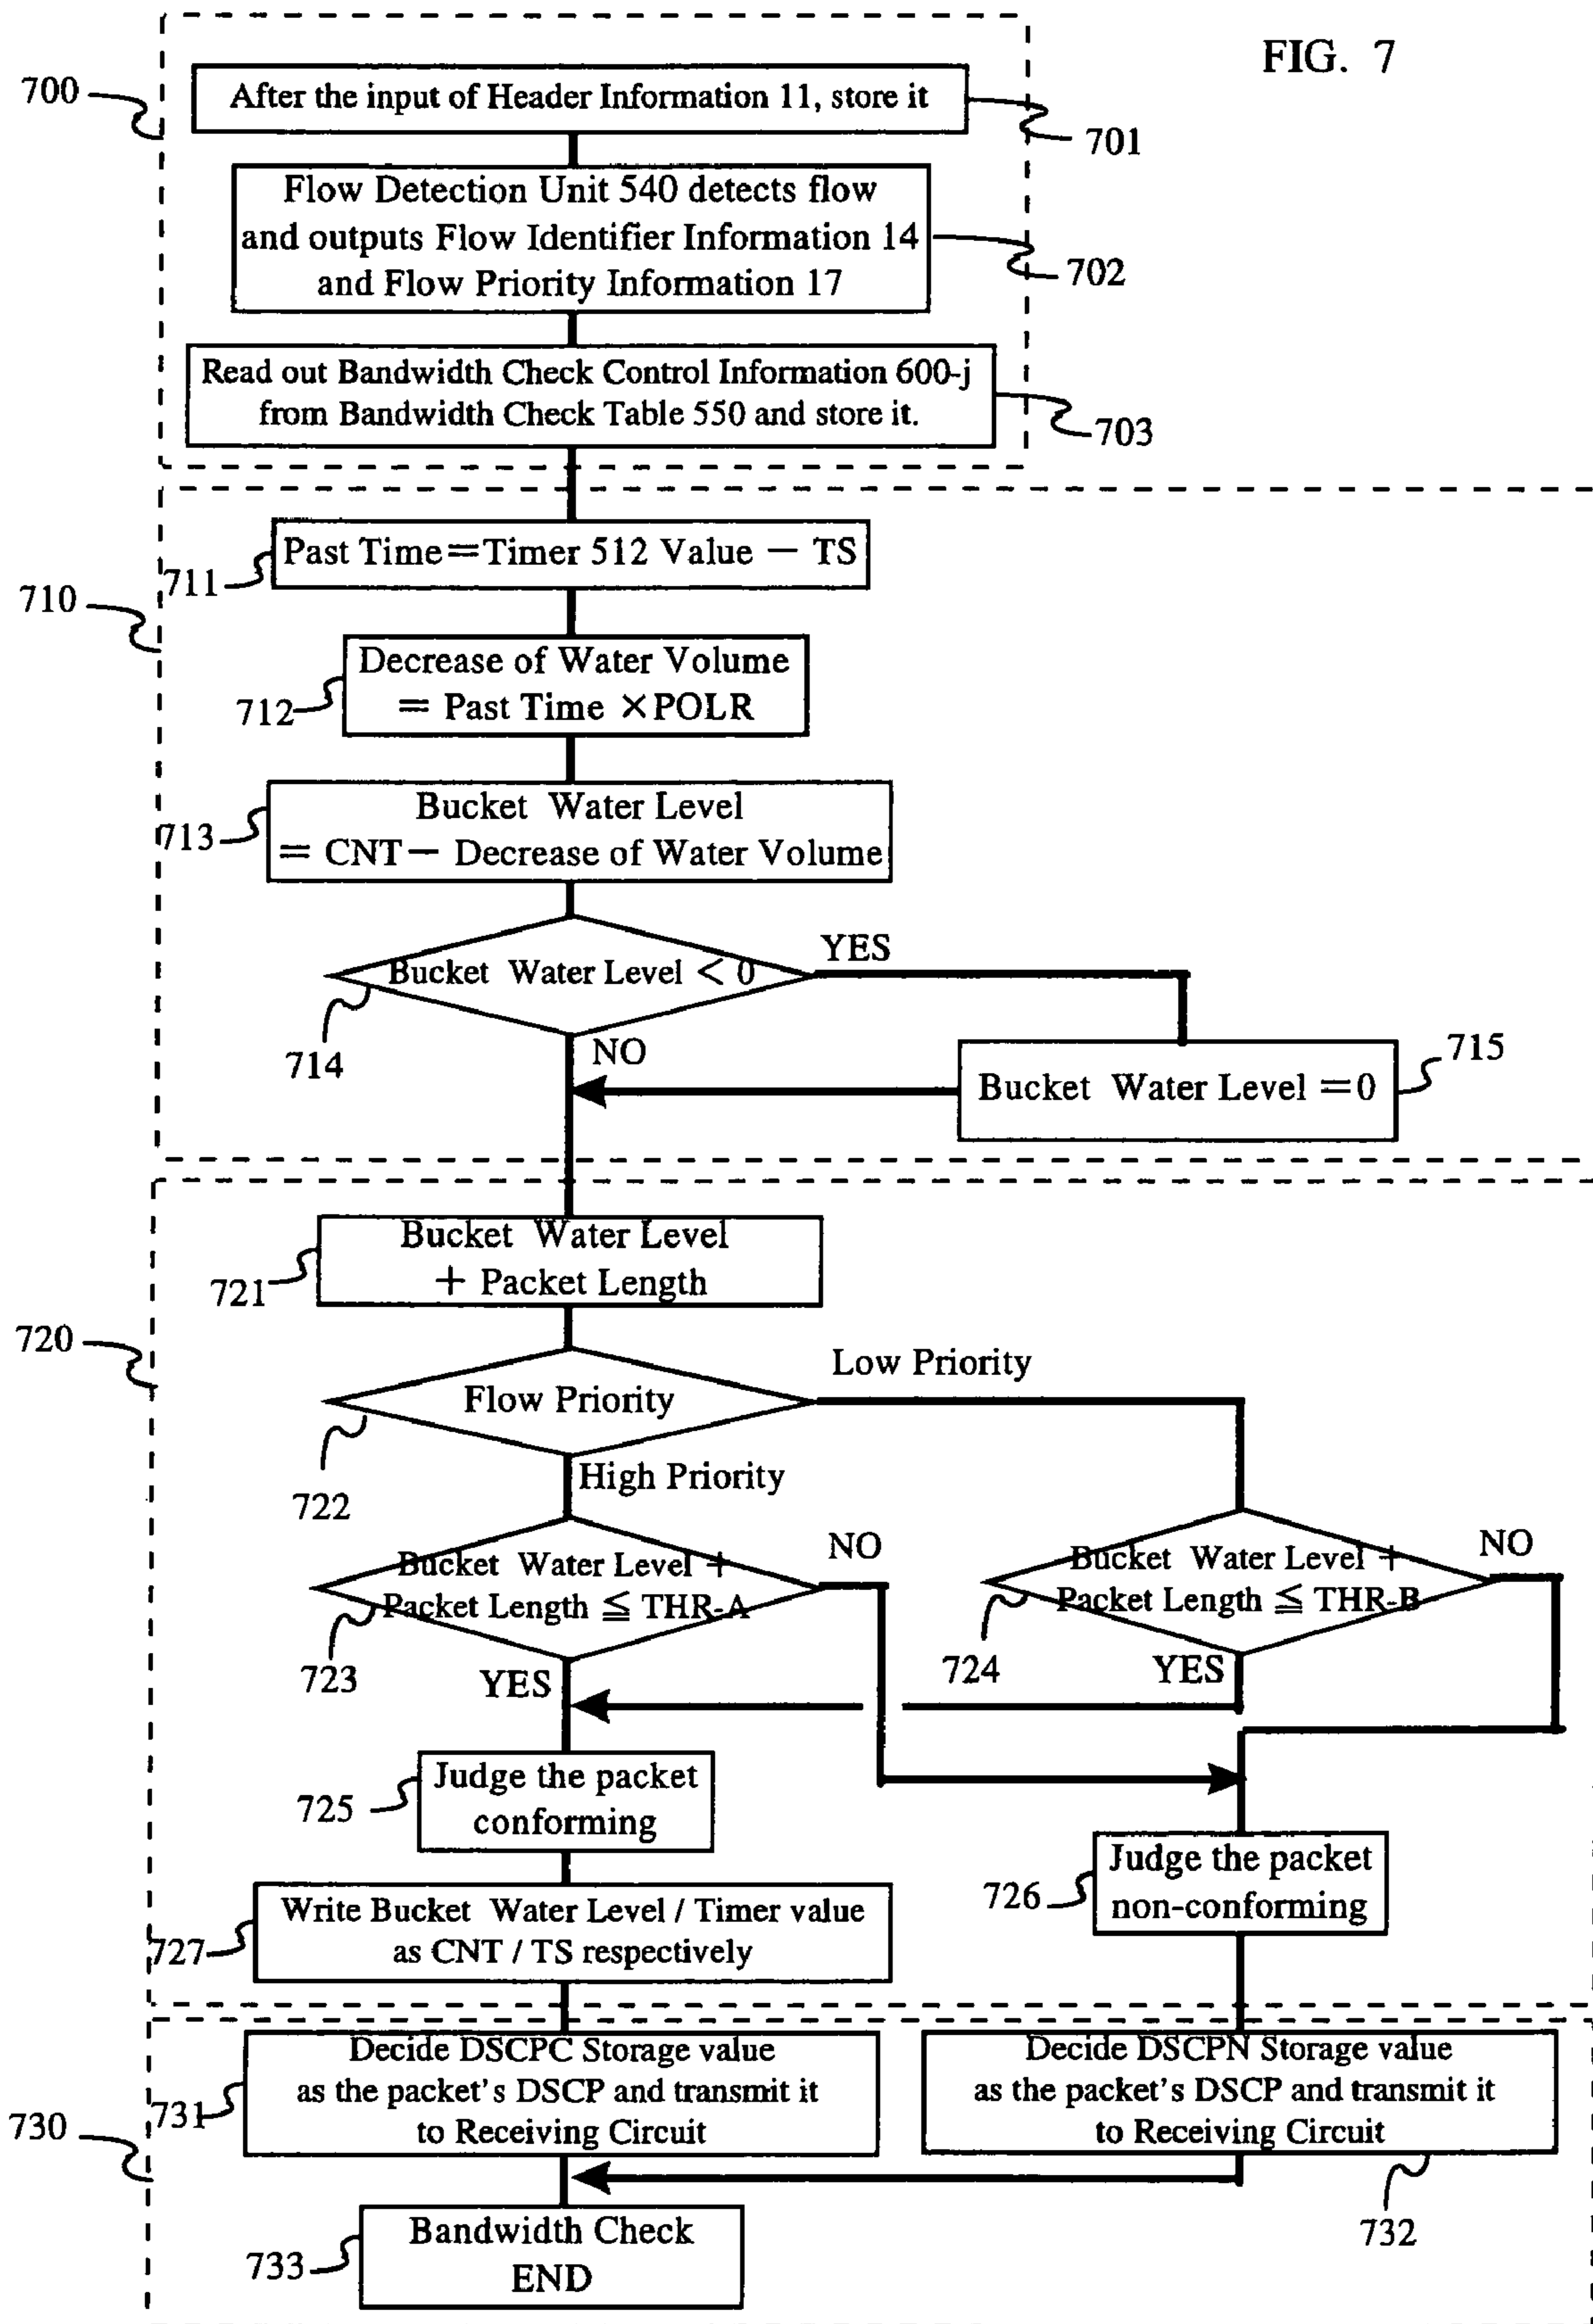 FIG. 7
700
After the input of Header Information 11, store it
701
Flow Detection Unit 540 detects flow
and outputs Flow Identifier Information 14
and Flow Priority Information 17
702
Read out Bandwidth Check Control Information 600-j
from Bandwidth Check Table 550 and store it.
703
710
Past Time＝Timer 512 Value － TS
711
Decrease of Water Volume
＝ Past Time ×POLR
712
Bucket Water Level
＝ CNT－ Decrease of Water Volume
713
Bucket Water Level < 0
YES
714
NO
Bucket Water Level ＝0
715
Bucket Water Level
＋ Packet Length
721
720
Flow Priority
Low Priority
722
High Priority
Bucket Water Level ＋
Packet Length ≦ THR-A
NO
723
YES
Bucket Water Level ＋
Packet Length ≦ THR-B
NO
724
YES
Judge the packet
conforming
725
Judge the packet
non-conforming
726
Write Bucket Water Level / Timer value
as CNT / TS respectively
727
730
Decide DSCPC Storage value
as the packet's DSCP and transmit it
to Receiving Circuit
731
Decide DSCPN Storage value
as the packet's DSCP and transmit it
to Receiving Circuit
732
Bandwidth Check
END
733